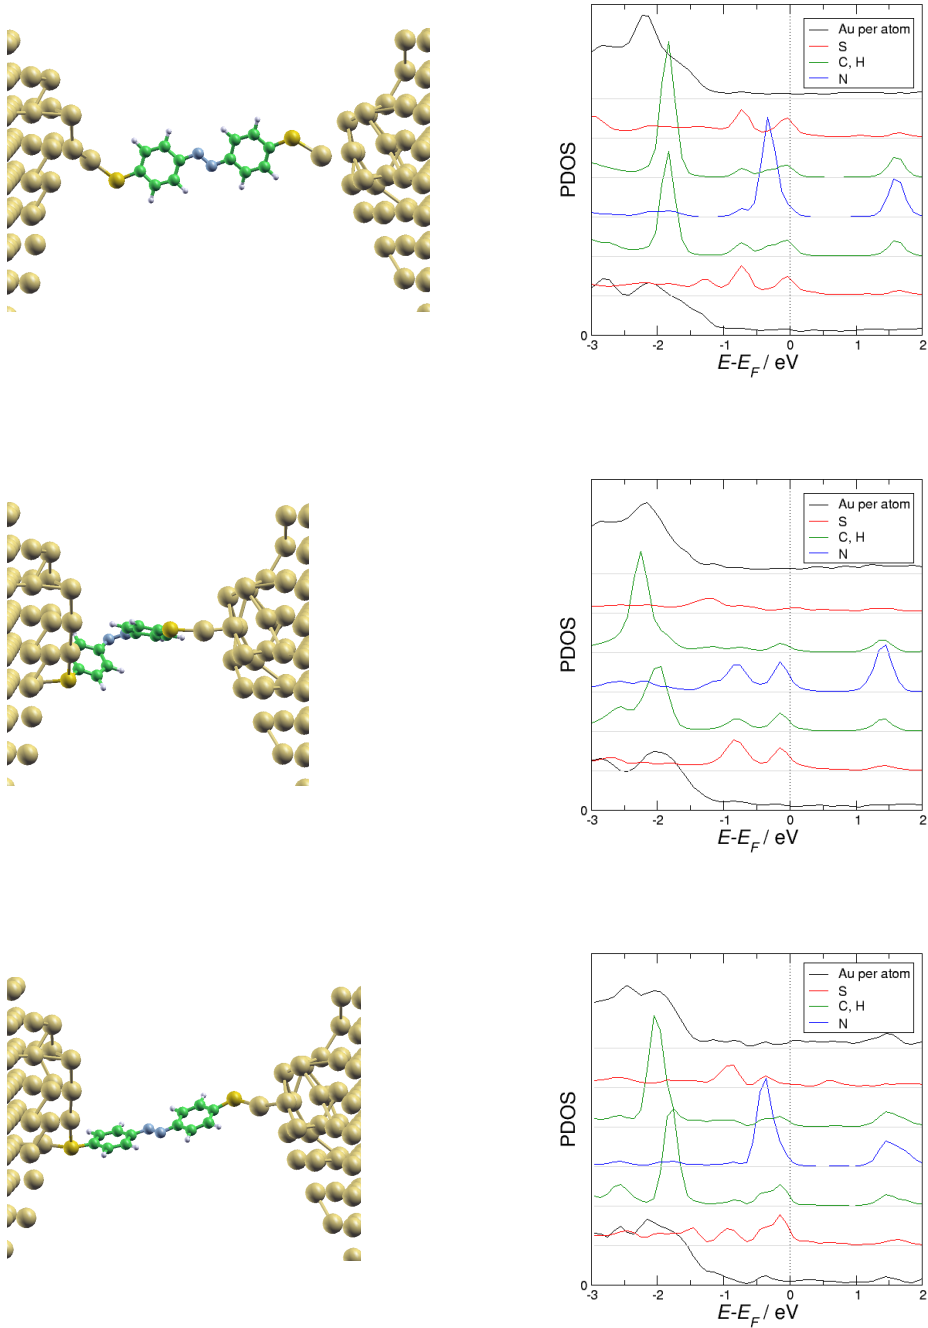 Au per atom
S
C, H
N
PDOS
0
-3 -2 -1 0 1 2
E-E_F / eV
Au per atom
S
C, H
N
PDOS
0
-3 -2 -1 0 1 2
E-E_F / eV
Au per atom
S
C, H
N
PDOS
0
-3 -2 -1 0 1 2
E-E_F / eV